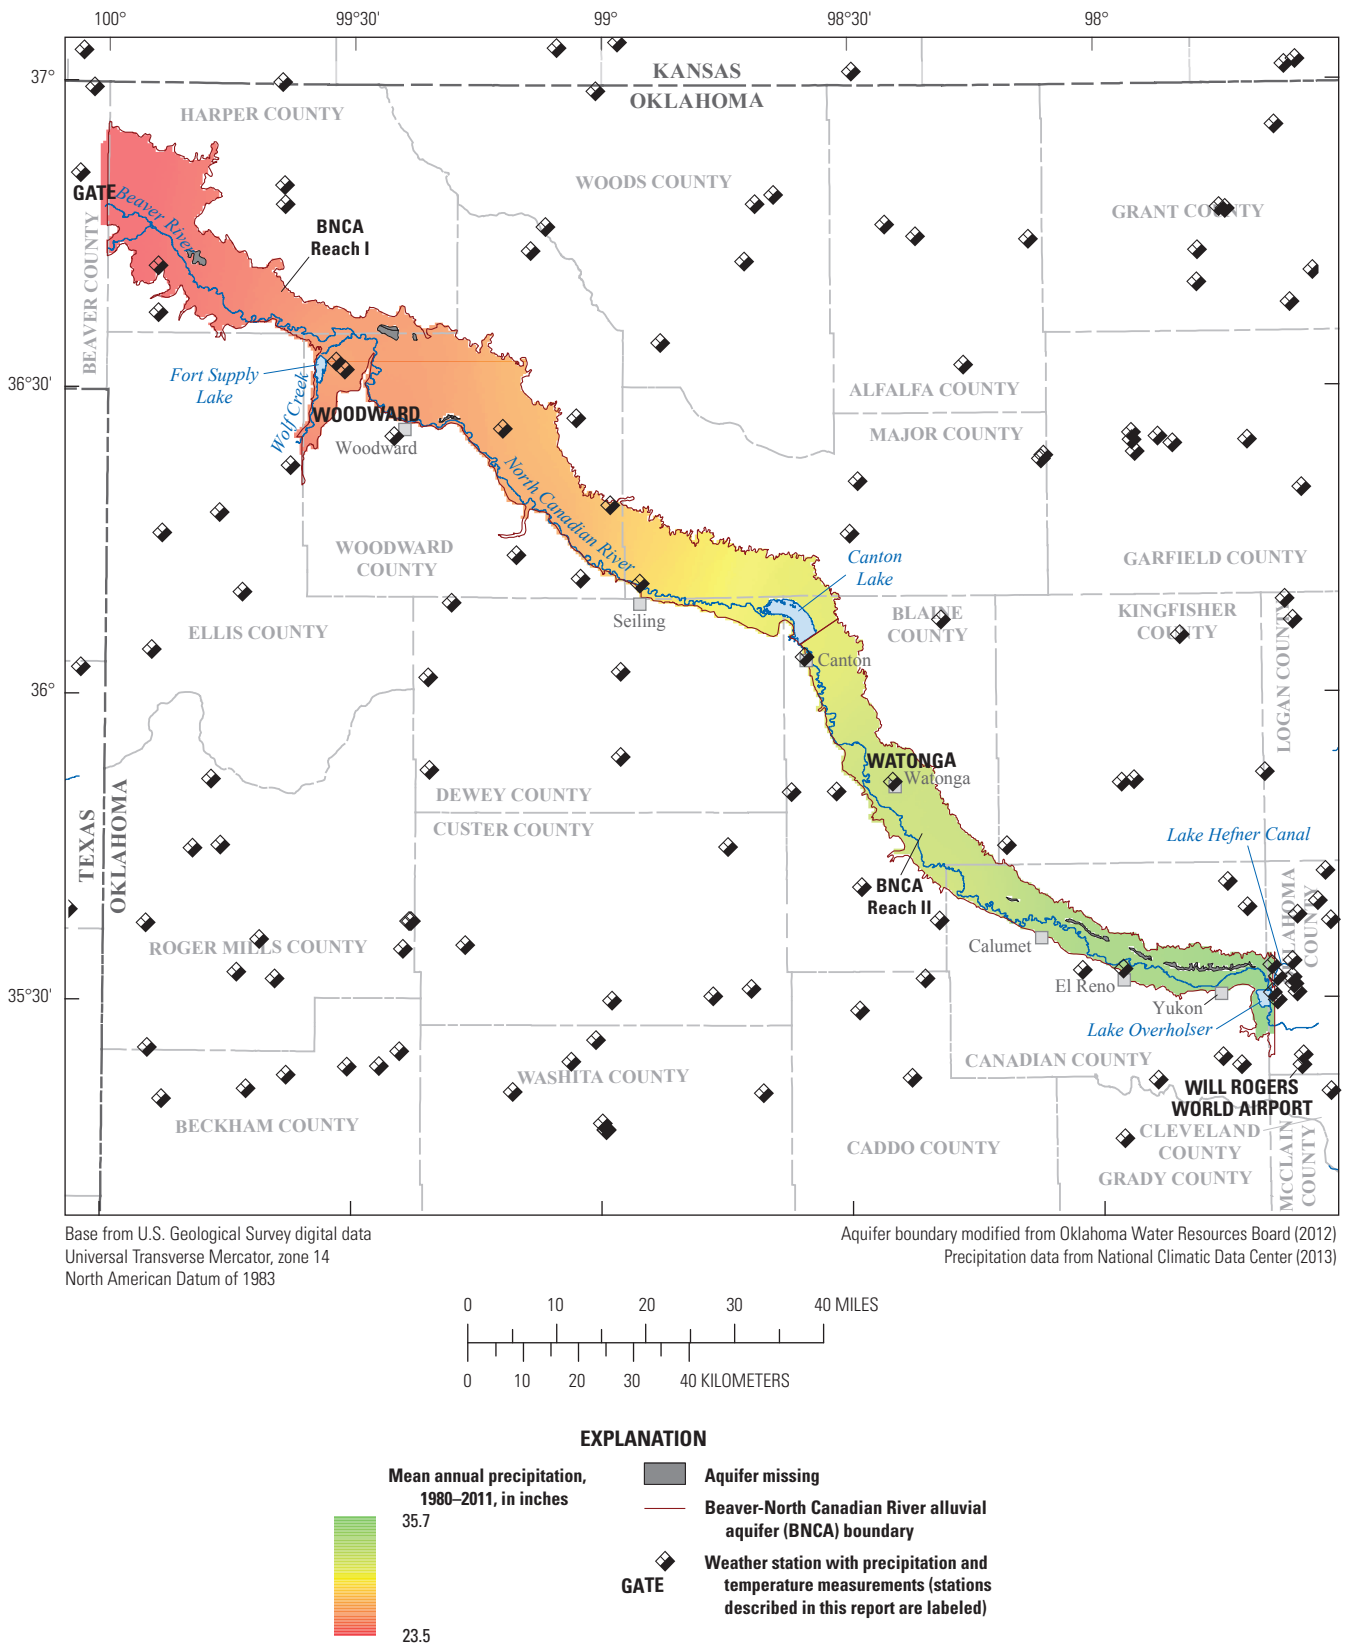 100°
99°30'
99°
98°30'
98°
37°
36°30'
36°
35°30'
KANSAS
OKLAHOMA
HARPER COUNTY
WOODS COUNTY
GRANT COUNTY
GATE
Beaver River
BEAVER COUNTY
BNCA
Reach I
Fort Supply
Lake
Wolf Creek
WOODWARD
Woodward
ALFALFA COUNTY
MAJOR COUNTY
North Canadian River
WOODWARD
COUNTY
Canton
Lake
GARFIELD COUNTY
ELLIS COUNTY
Seiling
BLAINE
COUNTY
KINGFISHER
COUNTY
LOGAN COUNTY
Canton
WATONGA
Watonga
DEWEY COUNTY
CUSTER COUNTY
TEXAS
OKLAHOMA
Lake Hefner Canal
BNCA
Reach II
ROGER MILLS COUNTY
Calumet
El Reno
Yukon
Lake Overholser
LAHOMA
COUNTY
CANADIAN COUNTY
WASHITA COUNTY
WILL ROGERS
WORLD AIRPORT
BECKHAM COUNTY
CADDO COUNTY
CLEVELAND
COUNTY
GRADY COUNTY
MCCLAIN
COUNTY
Base from U.S. Geological Survey digital data
Universal Transverse Mercator, zone 14
North American Datum of 1983
Aquifer boundary modified from Oklahoma Water Resources Board (2012)
Precipitation data from National Climatic Data Center (2013)
0 10 20 30 40 MILES
0 10 20 30 40 KILOMETERS
EXPLANATION
Mean annual precipitation,
1980–2011, in inches
35.7
23.5
Aquifer missing
Beaver-North Canadian River alluvial
aquifer (BNCA) boundary
GATE
Weather station with precipitation and
temperature measurements (stations
described in this report are labeled)